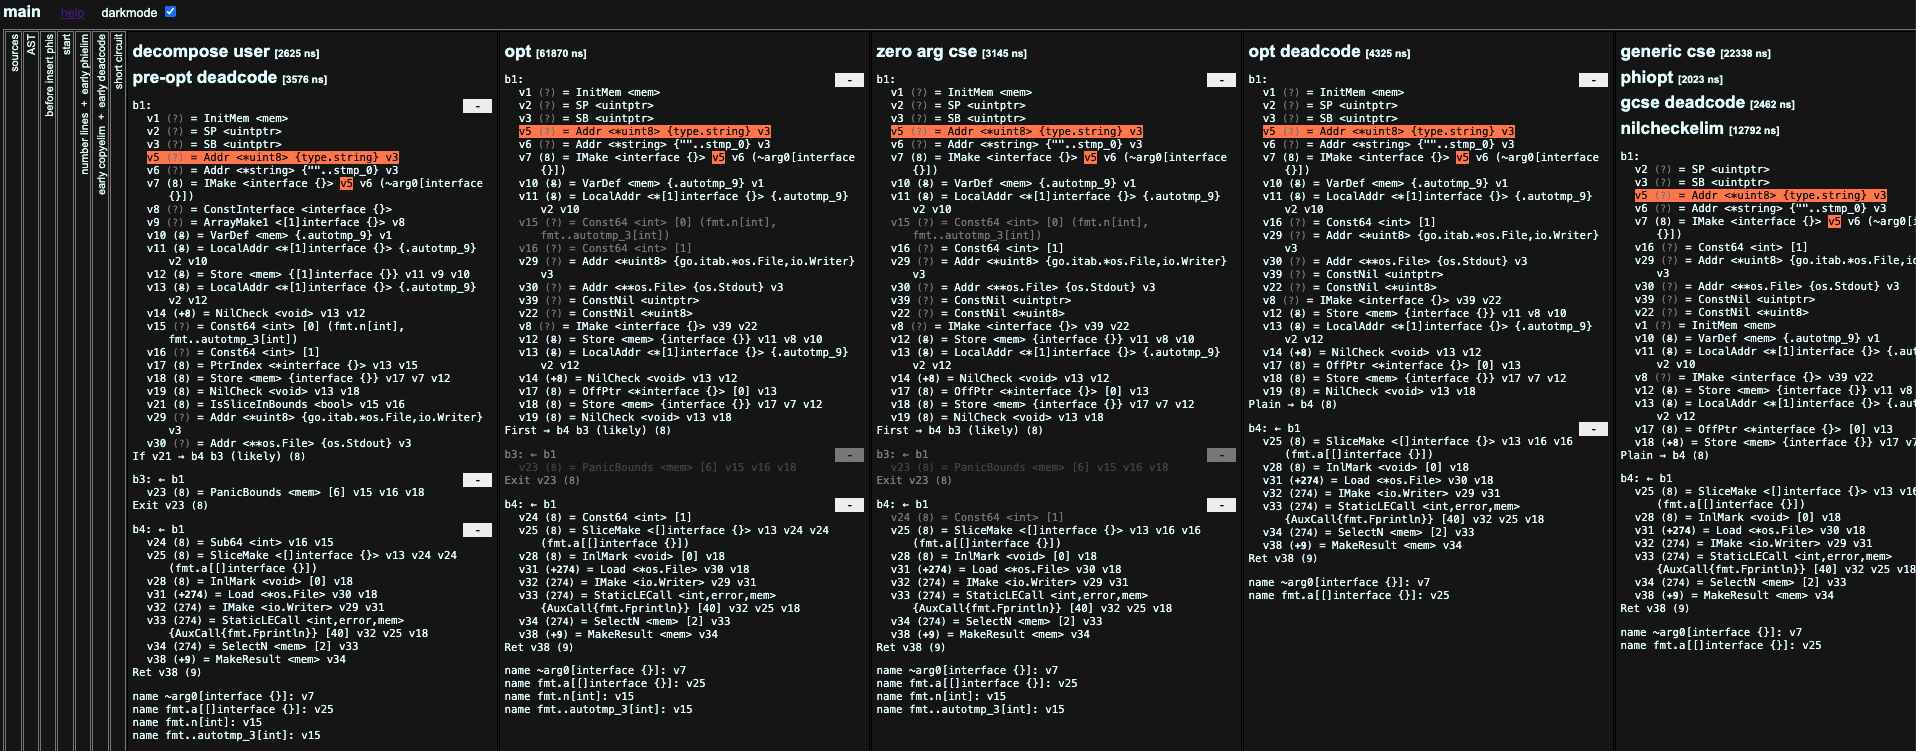 main help darkmode
sources
AST
before insert phis
start
number lines + early phielim
early copyelim + early deadcode
short circuit
decompose user [2625 ns]
pre-opt deadcode [3576 ns]
b1:
-
v1 (?) = InitMem <mem>
v2 (?) = SP <uintptr>
v3 (?) = SB <uintptr>
v5 (?) = Addr <*uint8> {type.string} v3
v6 (?) = Addr <*string> {""..stmp_0} v3
v7 (8) = IMake <interface {}> v5 v6 (~arg0[interface
{}])
v8 (?) = ConstInterface <interface {}>
v9 (?) = ArrayMake1 <[1]interface {}> v8
v10 (8) = VarDef <mem> {.autotmp_9} v1
v11 (8) = LocalAddr <*[1]interface {}> {.autotmp_9}
v2 v10
v12 (8) = Store <mem> {[1]interface {}} v11 v9 v10
v13 (8) = LocalAddr <*[1]interface {}> {.autotmp_9}
v2 v12
v14 (+8) = NilCheck <void> v13 v12
v15 (?) = Const64 <int> [0] (fmt.n[int],
fmt..autotmp_3[int])
v16 (?) = Const64 <int> [1]
v17 (8) = PtrIndex <*interface {}> v13 v15
v18 (8) = Store <mem> {interface {}} v17 v7 v12
v19 (8) = NilCheck <void> v13 v18
v21 (8) = IsSliceInBounds <bool> v15 v16
v29 (?) = Addr <*uint8> {go.itab.*os.File,io.Writer}
v3
v30 (?) = Addr <**os.File> {os.Stdout} v3
If v21 → b4 b3 (likely) (8)
b3: ← b1
-
v23 (8) = PanicBounds <mem> [6] v15 v16 v18
Exit v23 (8)
b4: ← b1
-
v24 (8) = Sub64 <int> v16 v15
v25 (8) = SliceMake <[]interface {}> v13 v24 v24
(fmt.a[[]interface {}])
v28 (8) = InlMark <void> [0] v18
v31 (+274) = Load <*os.File> v30 v18
v32 (274) = IMake <io.Writer> v29 v31
v33 (274) = StaticLECall <int,error,mem>
{AuxCall{fmt.Fprintln}} [40] v32 v25 v18
v34 (274) = SelectN <mem> [2] v33
v38 (+9) = MakeResult <mem> v34
Ret v38 (9)
name ~arg0[interface {}]: v7
name fmt.a[[]interface {}]: v25
name fmt.n[int]: v15
name fmt..autotmp_3[int]: v15
opt [61870 ns]
b1:
-
v1 (?) = InitMem <mem>
v2 (?) = SP <uintptr>
v3 (?) = SB <uintptr>
v5 (?) = Addr <*uint8> {type.string} v3
v6 (?) = Addr <*string> {""..stmp_0} v3
v7 (8) = IMake <interface {}> v5 v6 (~arg0[interface
{}])
v10 (8) = VarDef <mem> {.autotmp_9} v1
v11 (8) = LocalAddr <*[1]interface {}> {.autotmp_9}
v2 v10
v15 (?) = Const64 <int> [0] (fmt.n[int],
fmt..autotmp_3[int])
v16 (?) = Const64 <int> [1]
v29 (?) = Addr <*uint8> {go.itab.*os.File,io.Writer}
v3
v30 (?) = Addr <**os.File> {os.Stdout} v3
v39 (?) = ConstNil <uintptr>
v22 (?) = ConstNil <*uint8>
v8 (?) = IMake <interface {}> v39 v22
v12 (8) = Store <mem> {interface {}} v11 v8 v10
v13 (8) = LocalAddr <*[1]interface {}> {.autotmp_9}
v2 v12
v14 (+8) = NilCheck <void> v13 v12
v17 (8) = OffPtr <*interface {}> [0] v13
v18 (8) = Store <mem> {interface {}} v17 v7 v12
v19 (8) = NilCheck <void> v13 v18
First → b4 b3 (likely) (8)
b3: ← b1
-
v23 (8) = PanicBounds <mem> [6] v15 v16 v18
Exit v23 (8)
b4: ← b1
-
v24 (8) = Const64 <int> [1]
v25 (8) = SliceMake <[]interface {}> v13 v24 v24
(fmt.a[[]interface {}])
v28 (8) = InlMark <void> [0] v18
v31 (+274) = Load <*os.File> v30 v18
v32 (274) = IMake <io.Writer> v29 v31
v33 (274) = StaticLECall <int,error,mem>
{AuxCall{fmt.Fprintln}} [40] v32 v25 v18
v34 (274) = SelectN <mem> [2] v33
v38 (+9) = MakeResult <mem> v34
Ret v38 (9)
name ~arg0[interface {}]: v7
name fmt.a[[]interface {}]: v25
name fmt.n[int]: v15
name fmt..autotmp_3[int]: v15
zero arg cse [3145 ns]
b1:
-
v1 (?) = InitMem <mem>
v2 (?) = SP <uintptr>
v3 (?) = SB <uintptr>
v5 (?) = Addr <*uint8> {type.string} v3
v6 (?) = Addr <*string> {""..stmp_0} v3
v7 (8) = IMake <interface {}> v5 v6 (~arg0[interface
{}])
v10 (8) = VarDef <mem> {.autotmp_9} v1
v11 (8) = LocalAddr <*[1]interface {}> {.autotmp_9}
v2 v10
v15 (?) = Const64 <int> [0] (fmt.n[int],
fmt..autotmp_3[int])
v16 (?) = Const64 <int> [1]
v29 (?) = Addr <*uint8> {go.itab.*os.File,io.Writer}
v3
v30 (?) = Addr <**os.File> {os.Stdout} v3
v39 (?) = ConstNil <uintptr>
v22 (?) = ConstNil <*uint8>
v8 (?) = IMake <interface {}> v39 v22
v12 (8) = Store <mem> {interface {}} v11 v8 v10
v13 (8) = LocalAddr <*[1]interface {}> {.autotmp_9}
v2 v12
v14 (+8) = NilCheck <void> v13 v12
v17 (8) = OffPtr <*interface {}> [0] v13
v18 (8) = Store <mem> {interface {}} v17 v7 v12
v19 (8) = NilCheck <void> v13 v18
First → b4 b3 (likely) (8)
b3: ← b1
-
v23 (8) = PanicBounds <mem> [6] v15 v16 v18
Exit v23 (8)
b4: ← b1
-
v24 (8) = Const64 <int> [1]
v25 (8) = SliceMake <[]interface {}> v13 v16 v16
(fmt.a[[]interface {}])
v28 (8) = InlMark <void> [0] v18
v31 (+274) = Load <*os.File> v30 v18
v32 (274) = IMake <io.Writer> v29 v31
v33 (274) = StaticLECall <int,error,mem>
{AuxCall{fmt.Fprintln}} [40] v32 v25 v18
v34 (274) = SelectN <mem> [2] v33
v38 (+9) = MakeResult <mem> v34
Ret v38 (9)
name ~arg0[interface {}]: v7
name fmt.a[[]interface {}]: v25
name fmt.n[int]: v15
name fmt..autotmp_3[int]: v15
opt deadcode [4325 ns]
b1:
-
v1 (?) = InitMem <mem>
v2 (?) = SP <uintptr>
v3 (?) = SB <uintptr>
v5 (?) = Addr <*uint8> {type.string} v3
v6 (?) = Addr <*string> {""..stmp_0} v3
v7 (8) = IMake <interface {}> v5 v6 (~arg0[interface
{}])
v10 (8) = VarDef <mem> {.autotmp_9} v1
v11 (8) = LocalAddr <*[1]interface {}> {.autotmp_9}
v2 v10
v16 (?) = Const64 <int> [1]
v29 (?) = Addr <*uint8> {go.itab.*os.File,io.Writer}
v3
v30 (?) = Addr <**os.File> {os.Stdout} v3
v39 (?) = ConstNil <uintptr>
v22 (?) = ConstNil <*uint8>
v8 (?) = IMake <interface {}> v39 v22
v12 (8) = Store <mem> {interface {}} v11 v8 v10
v13 (8) = LocalAddr <*[1]interface {}> {.autotmp_9}
v2 v12
v14 (+8) = NilCheck <void> v13 v12
v17 (8) = OffPtr <*interface {}> [0] v13
v18 (8) = Store <mem> {interface {}} v17 v7 v12
v19 (8) = NilCheck <void> v13 v18
Plain → b4 (8)
b4: ← b1
-
v25 (8) = SliceMake <[]interface {}> v13 v16 v16
(fmt.a[[]interface {}])
v28 (8) = InlMark <void> [0] v18
v31 (+274) = Load <*os.File> v30 v18
v32 (274) = IMake <io.Writer> v29 v31
v33 (274) = StaticLECall <int,error,mem>
{AuxCall{fmt.Fprintln}} [40] v32 v25 v18
v34 (274) = SelectN <mem> [2] v33
v38 (+9) = MakeResult <mem> v34
Ret v38 (9)
name ~arg0[interface {}]: v7
name fmt.a[[]interface {}]: v25
generic cse [22338 ns]
phiopt [2023 ns]
gcse deadcode [2462 ns]
nilcheckelim [12792 ns]
b1:
v2 (?) = SP <uintptr>
v3 (?) = SB <uintptr>
v5 (?) = Addr <*uint8> {type.string} v3
v6 (?) = Addr <*string> {""..stmp_0} v3
v7 (8) = IMake <interface {}> v5 v6 (~arg0[i
{}])
v16 (?) = Const64 <int> [1]
v29 (?) = Addr <*uint8> {go.itab.*os.File,io
v3
v30 (?) = Addr <**os.File> {os.Stdout} v3
v39 (?) = ConstNil <uintptr>
v22 (?) = ConstNil <*uint8>
v1 (?) = InitMem <mem>
v10 (8) = VarDef <mem> {.autotmp_9} v1
v11 (8) = LocalAddr <*[1]interface {}> {.aut
v2 v10
v8 (?) = IMake <interface {}> v39 v22
v12 (8) = Store <mem> {interface {}} v11 v8
v13 (8) = LocalAddr <*[1]interface {}> {.aut
v2 v12
v17 (8) = OffPtr <*interface {}> [0] v13
v18 (+8) = Store <mem> {interface {}} v17 v7
Plain → b4 (8)
b4: ← b1
v25 (8) = SliceMake <[]interface {}> v13 v16
(fmt.a[[]interface {}])
v28 (8) = InlMark <void> [0] v18
v31 (+274) = Load <*os.File> v30 v18
v32 (274) = IMake <io.Writer> v29 v31
v33 (274) = StaticLECall <int,error,mem>
{AuxCall{fmt.Fprintln}} [40] v32 v25 v18
v34 (274) = SelectN <mem> [2] v33
v38 (+9) = MakeResult <mem> v34
Ret v38 (9)
name ~arg0[interface {}]: v7
name fmt.a[[]interface {}]: v25